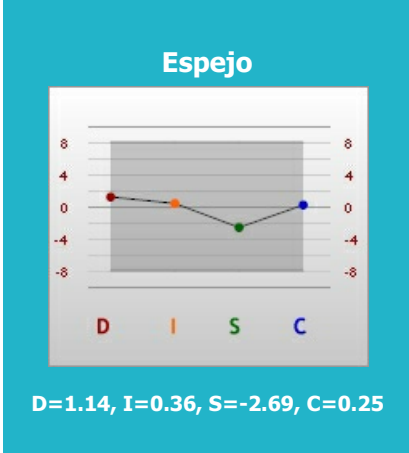 Espejo
8 8
4 4
0 0
-4 -4
-8 -8
D I S C
D=1.14, I=0.36, S=-2.69, C=0.25